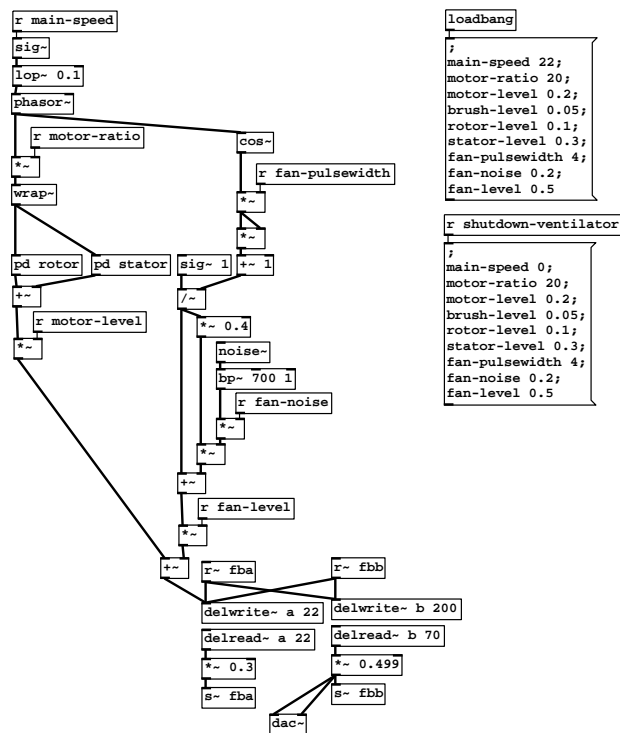 r main-speed
sig~
lop~ 0.1
phasor~
r motor-ratio
*~
wrap~
cos~
r fan-pulsewidth
*~
*~
pd rotor
pd stator
sig~ 1
+~ 1
+~
/~
r motor-level
*~
*~ 0.4
noise~
bp~ 700 1
r fan-noise
*~
*~
+~
r fan-level
*~
+~
r~ fba
r~ fbb
delwrite~ a 22
delwrite~ b 200
delread~ a 22
delread~ b 70
*~ 0.3
*~ 0.499
s~ fba
s~ fbb
dac~
loadbang
;
main-speed 22;
motor-ratio 20;
motor-level 0.2;
brush-level 0.05;
rotor-level 0.1;
stator-level 0.3;
fan-pulsewidth 4;
fan-noise 0.2;
fan-level 0.5
r shutdown-ventilator
;
main-speed 0;
motor-ratio 20;
motor-level 0.2;
brush-level 0.05;
rotor-level 0.1;
stator-level 0.3;
fan-pulsewidth 4;
fan-noise 0.2;
fan-level 0.5